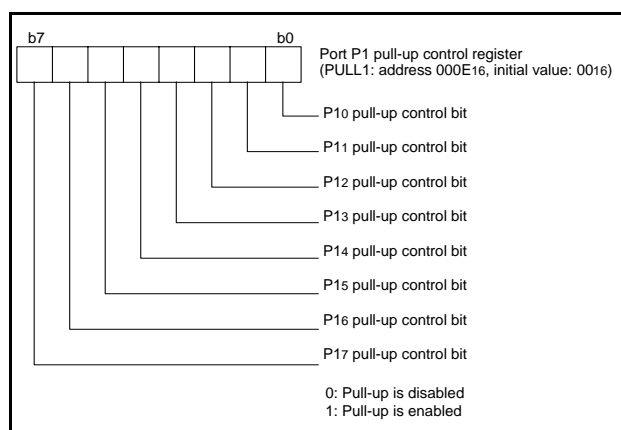 b7 b0
Port P1 pull-up control register
(PULL1: address 000E16, initial value: 0016)
P10 pull-up control bit
P11 pull-up control bit
P12 pull-up control bit
P13 pull-up control bit
P14 pull-up control bit
P15 pull-up control bit
P16 pull-up control bit
P17 pull-up control bit
0: Pull-up is disabled
1: Pull-up is enabled